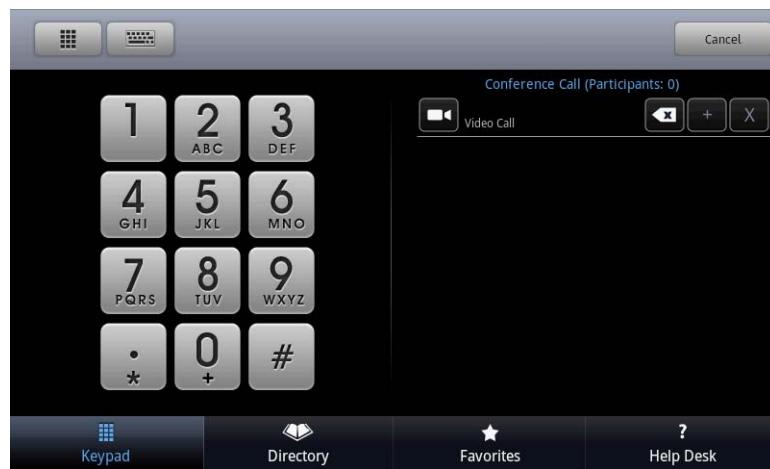 Cancel
Conference Call (Participants: 0)
Video Call
x + X
1 2 ABC 3 DEF
4 GHI 5 JKL 6 MNO
7 PQRS 8 TUV 9 WXYZ
. * 0 + #
Keypad Directory Favorites ? Help Desk